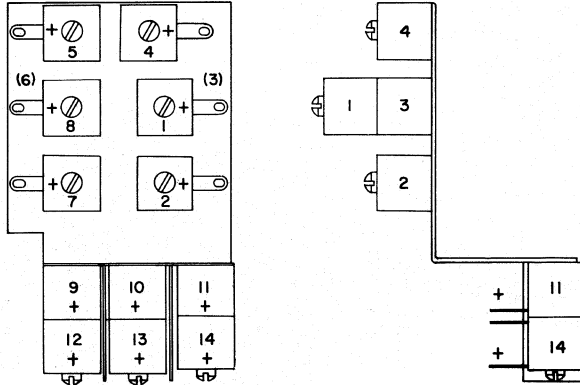 + 5 4 +
(6) (3)
+ 8 1 +
+ 7 2 +
9 10 11
+ + +
12 13 14
+ + +
4
1 3
2
+ 11
+ 14